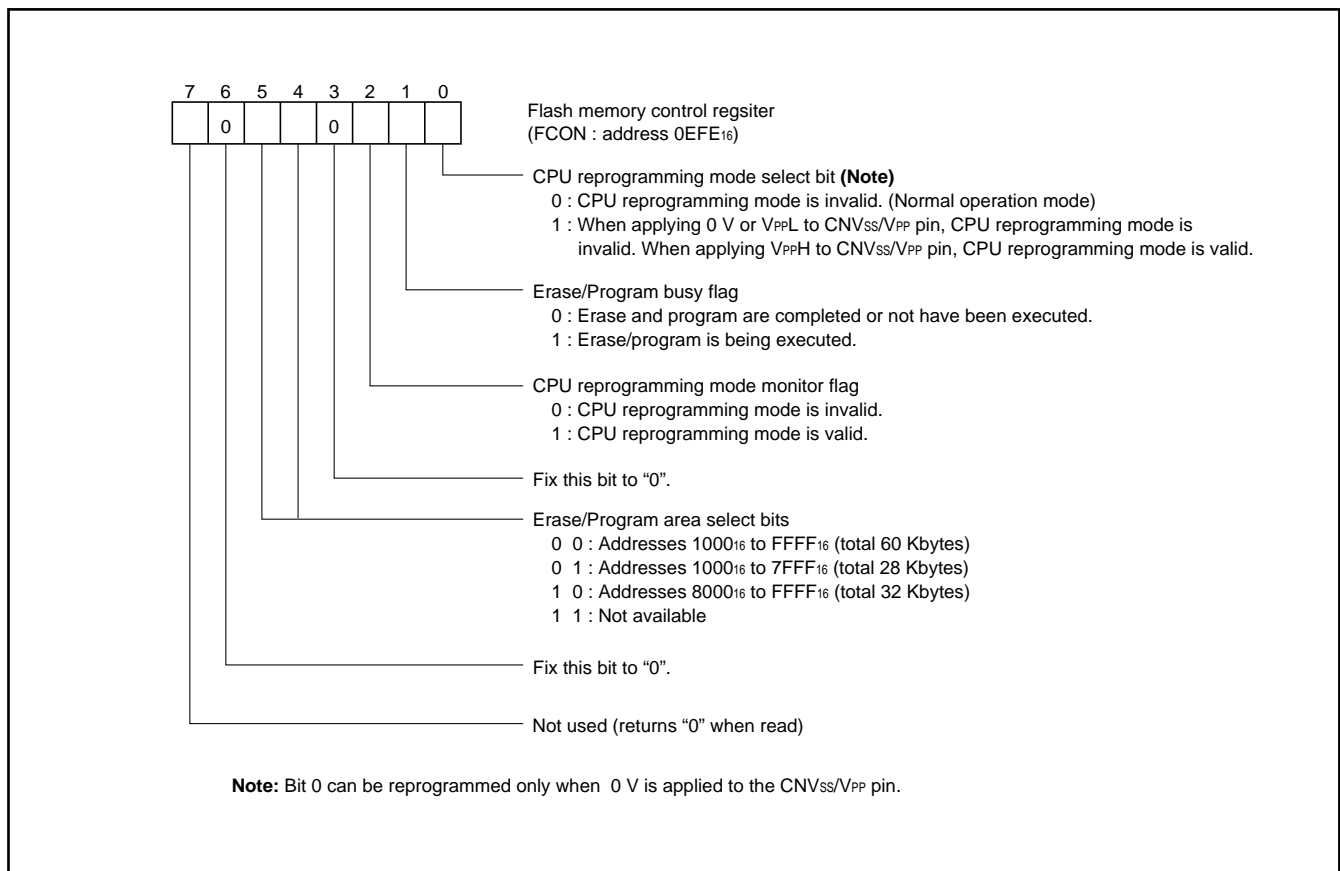 7 6 5 4 3 2 1 0
0 0
Flash memory control regsiter
(FCON : address 0EFE16)
CPU reprogramming mode select bit (Note)
0 : CPU reprogramming mode is invalid. (Normal operation mode)
1 : When applying 0 V or VPPL to CNVSS/VPP pin, CPU reprogramming mode is
invalid. When applying VPPH to CNVSS/VPP pin, CPU reprogramming mode is valid.
Erase/Program busy flag
0 : Erase and program are completed or not have been executed.
1 : Erase/program is being executed.
CPU reprogramming mode monitor flag
0 : CPU reprogramming mode is invalid.
1 : CPU reprogramming mode is valid.
Fix this bit to “0”.
Erase/Program area select bits
0 0 : Addresses 100016 to FFFF16 (total 60 Kbytes)
0 1 : Addresses 100016 to 7FFF16 (total 28 Kbytes)
1 0 : Addresses 800016 to FFFF16 (total 32 Kbytes)
1 1 : Not available
Fix this bit to “0”.
Not used (returns “0” when read)
Note: Bit 0 can be reprogrammed only when 0 V is applied to the CNVSS/VPP pin.